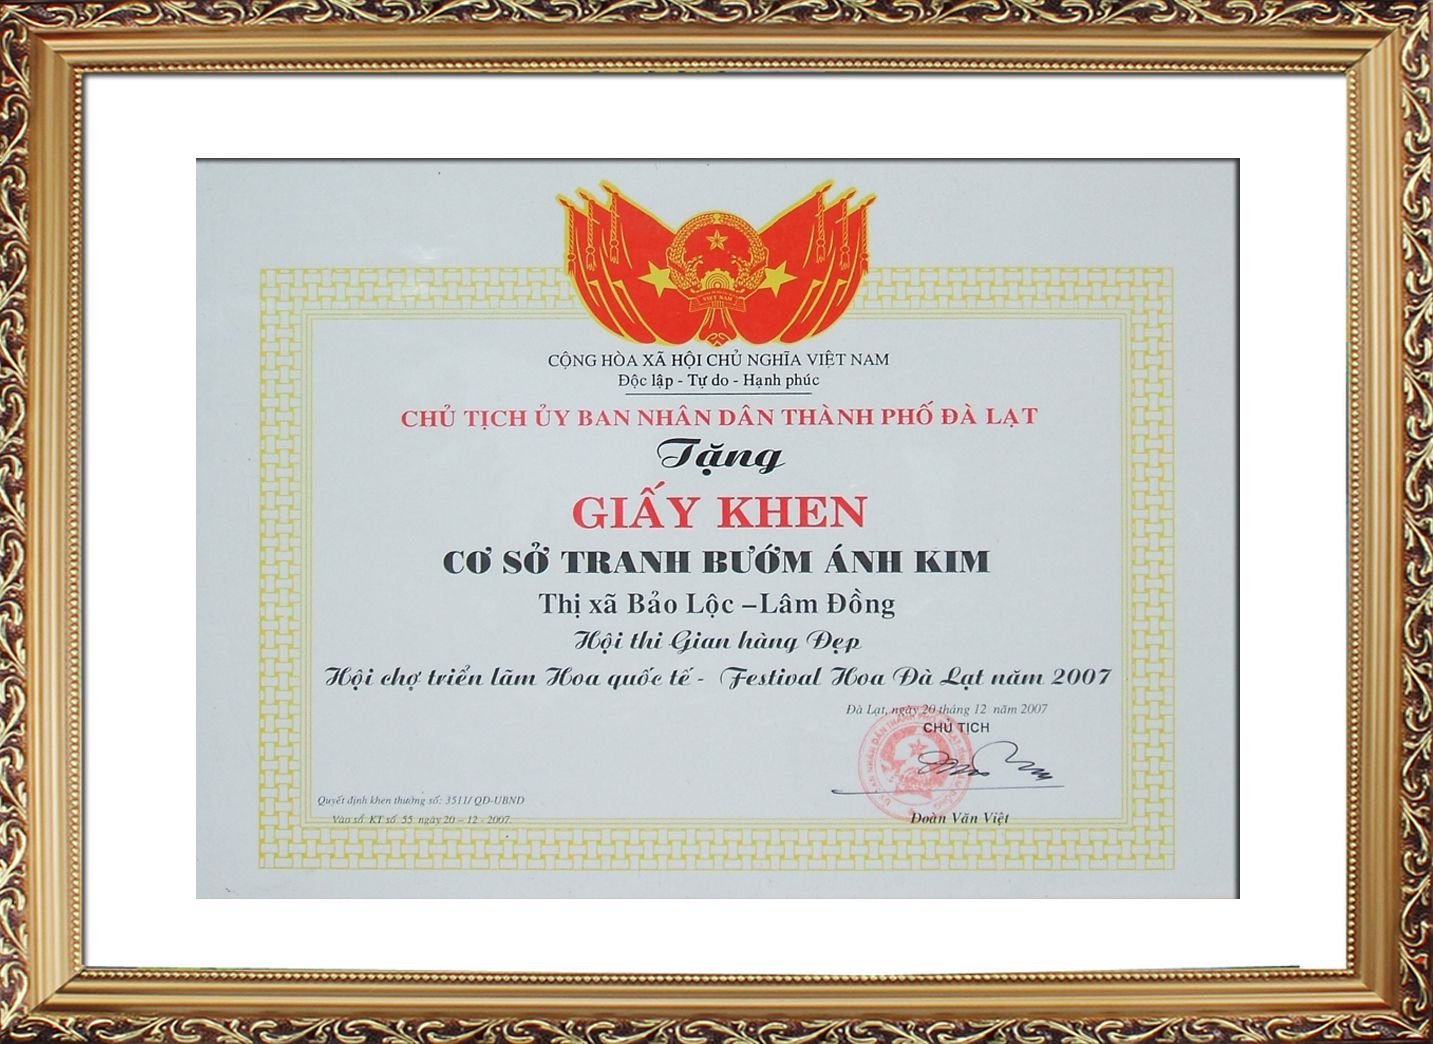 VIỆT NAM
CỘNG HÒA XÃ HỘI CHỦ NGHĨA VIỆT NAM
Độc lập - Tự do - Hạnh phúc
CHỦ TỊCH ỦY BAN NHÂN DÂN THÀNH PHỐ ĐÀ LẠT
Tặng
GIẤY KHEN
CƠ SỞ TRANH BƯỚM ÁNH KIM
Thị xã Bảo Lộc –Lâm Đồng
Hội thi Gian hàng Đẹp
Hội chợ triển lãm Hoa quốc tế - Festival Hoa Đà Lạt năm 2007
Đà Lạt, ngày 20 tháng 12 năm 2007
CHỦ TỊCH
Đoàn Văn Việt
Quyết định khen thưởng số: 3511/ QĐ-UBND
Vào sổ KT số 55 ngày 20 – 12 - 2007.